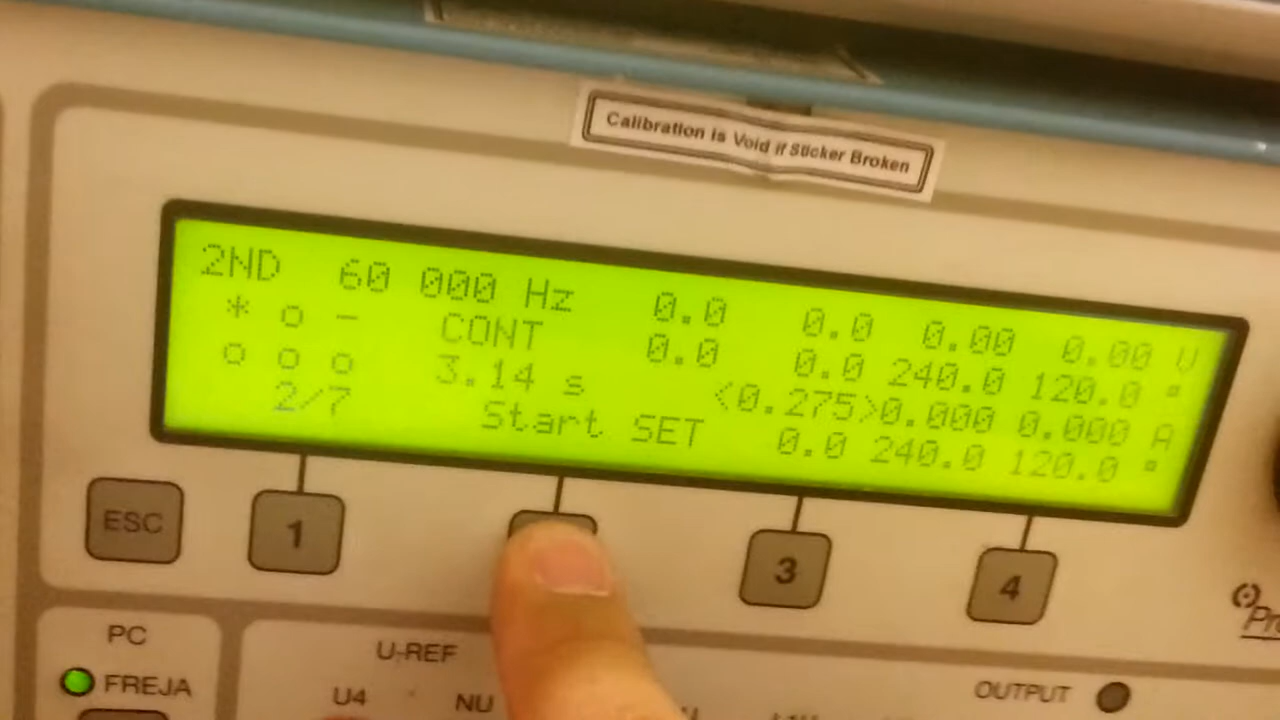 Calibration is Void if Sticker Broken
2ND 60 000 Hz 0.0 0.0 0.00 0.00 U
* o - CONT 0.0 0.0 240.0 120.0 °
o o o 3.14 s <0.275>0.000 0.000 A
2/7 Start SET 0.0 240.0 120.0 °
ESC 1 3 4
PC
FREJA
U-REF
U4 NU
OUTPUT